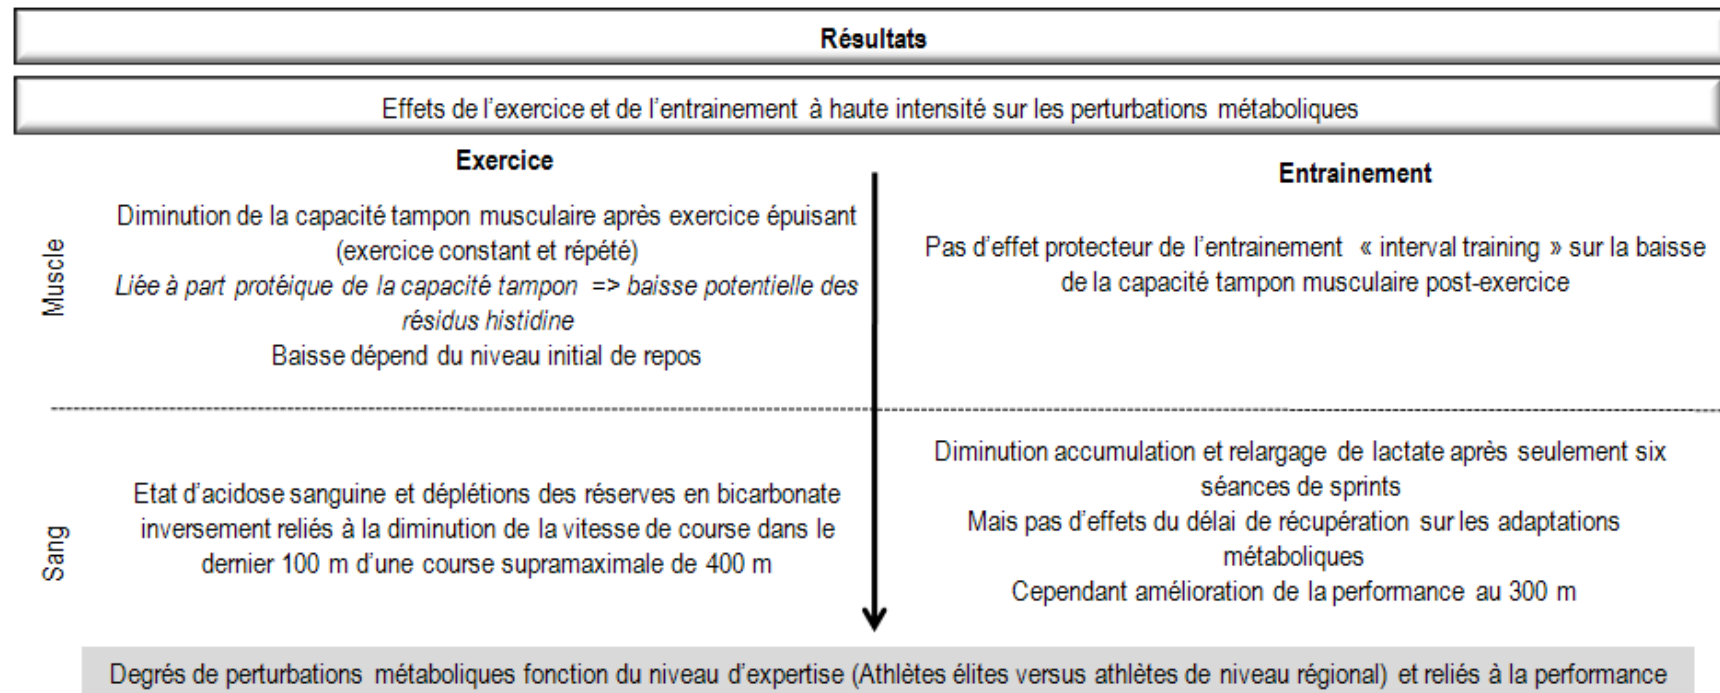 Résultats
Effets de l'exercice et de l'entrainement à haute intensité sur les perturbations métaboliques
Exercice
Entrainement
Muscle
Diminution de la capacité tampon musculaire après exercice épuisant
(exercice constant et répété)
Liée à part protéique de la capacité tampon => baisse potentielle des
résidus histidine
Baisse dépend du niveau initial de repos
Pas d'effet protecteur de l'entrainement « interval training » sur la baisse
de la capacité tampon musculaire post-exercice
Sang
Etat d'acidose sanguine et déplétions des réserves en bicarbonate
inversement reliés à la diminution de la vitesse de course dans le
dernier 100 m d'une course supramaximale de 400 m
Diminution accumulation et relargage de lactate après seulement six
séances de sprints
Mais pas d'effets du délai de récupération sur les adaptations
métaboliques
Cependant amélioration de la performance au 300 m
Degrés de perturbations métaboliques fonction du niveau d'expertise (Athlètes élites versus athlètes de niveau régional) et reliés à la performance